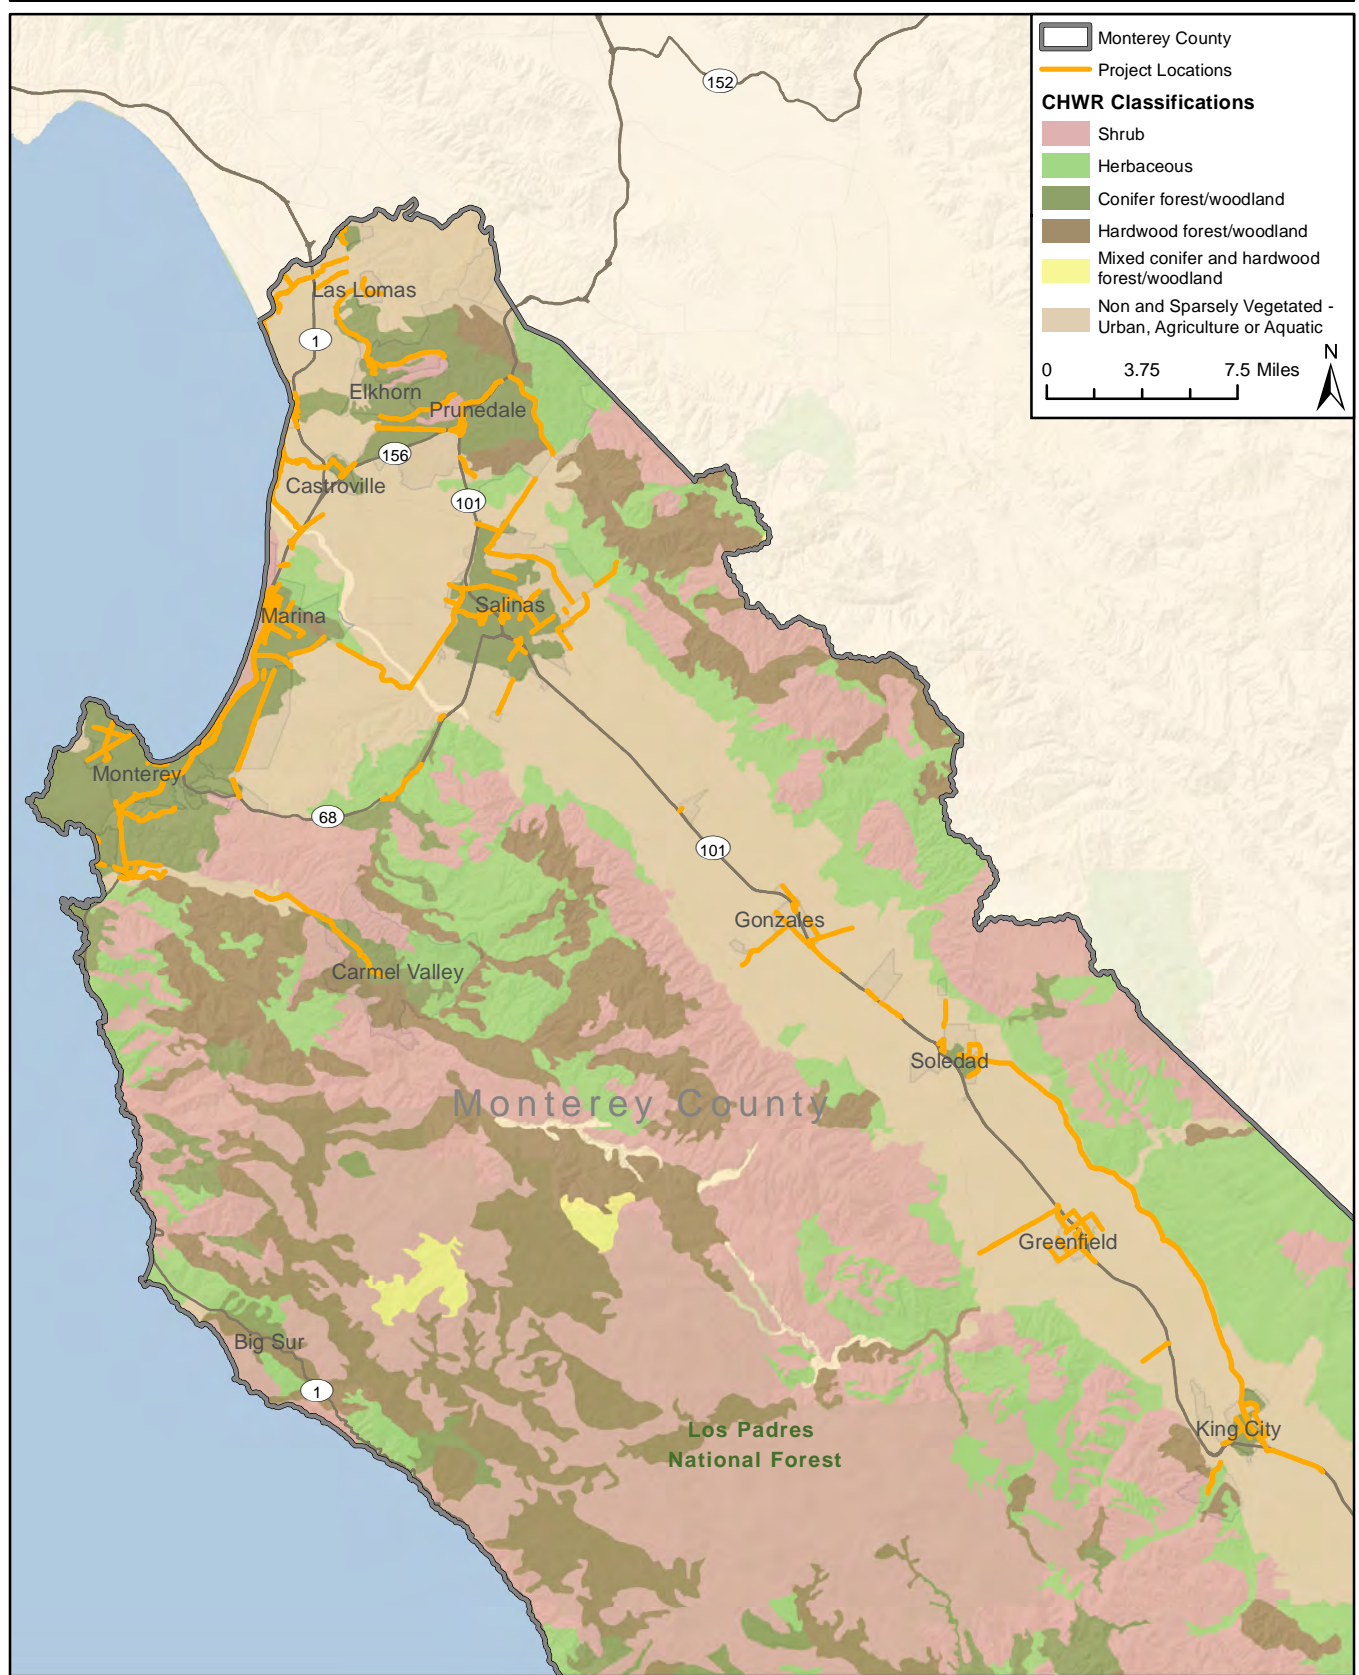 Monterey County
Project Locations
CHWR Classifications
Shrub
Herbaceous
Conifer forest/woodland
Hardwood forest/woodland
Mixed conifer and hardwood
forest/woodland
Non and Sparsely Vegetated -
Urban, Agriculture or Aquatic
N
0 3.75 7.5 Miles
152
Las Lomas
1
Elkhorn
Prunedale
156
Castroville
101
Salinas
Marina
Monterey
68
101
Gonzales
Carmel Valley
Soledad
Monterey County
Greenfield
Big Sur
1
King City
Los Padres
National Forest